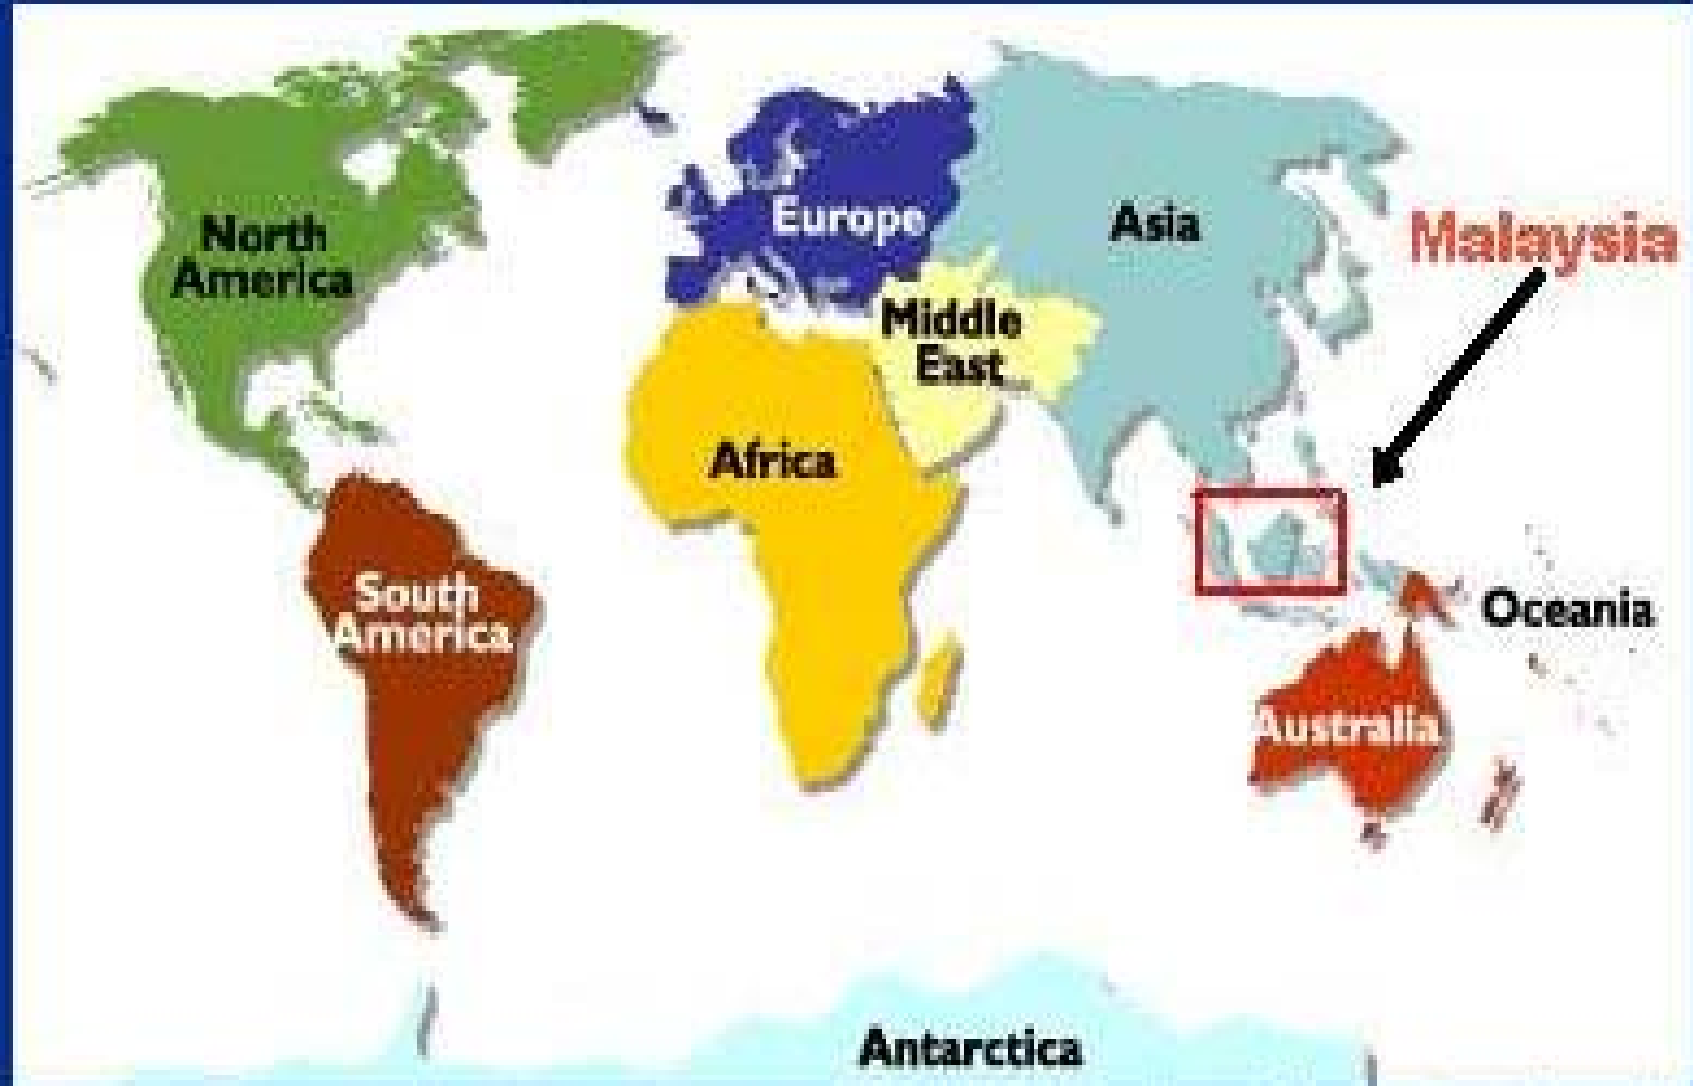 North
America
Europe
Asia
Malaysia
Middle
East
Africa
South
America
Oceania
Australia
Antarctica